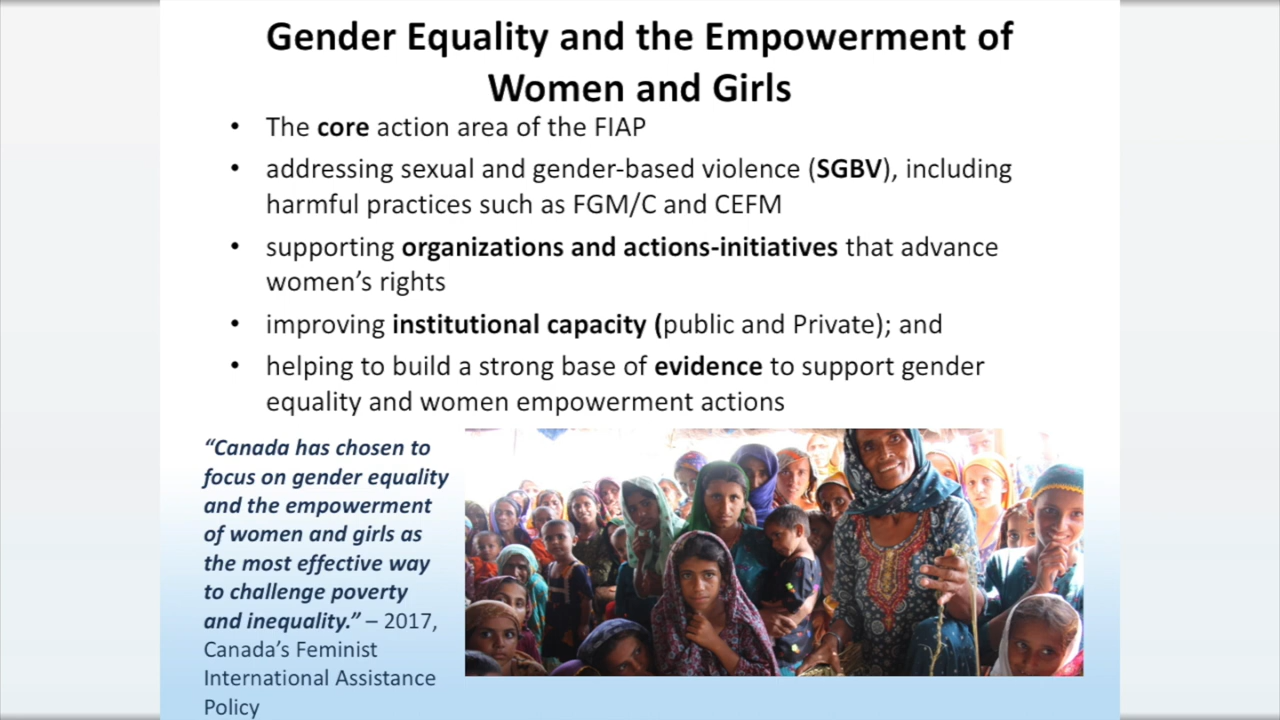 Gender Equality and the Empowerment of
Women and Girls
• The core action area of the FIAP
• addressing sexual and gender-based violence (SGBV), including
harmful practices such as FGM/C and CEFM
• supporting organizations and actions-initiatives that advance
women’s rights
• improving institutional capacity (public and Private); and
• helping to build a strong base of evidence to support gender
equality and women empowerment actions
“Canada has chosen to
focus on gender equality
and the empowerment
of women and girls as
the most effective way
to challenge poverty
and inequality.” – 2017,
Canada’s Feminist
International Assistance
Policy